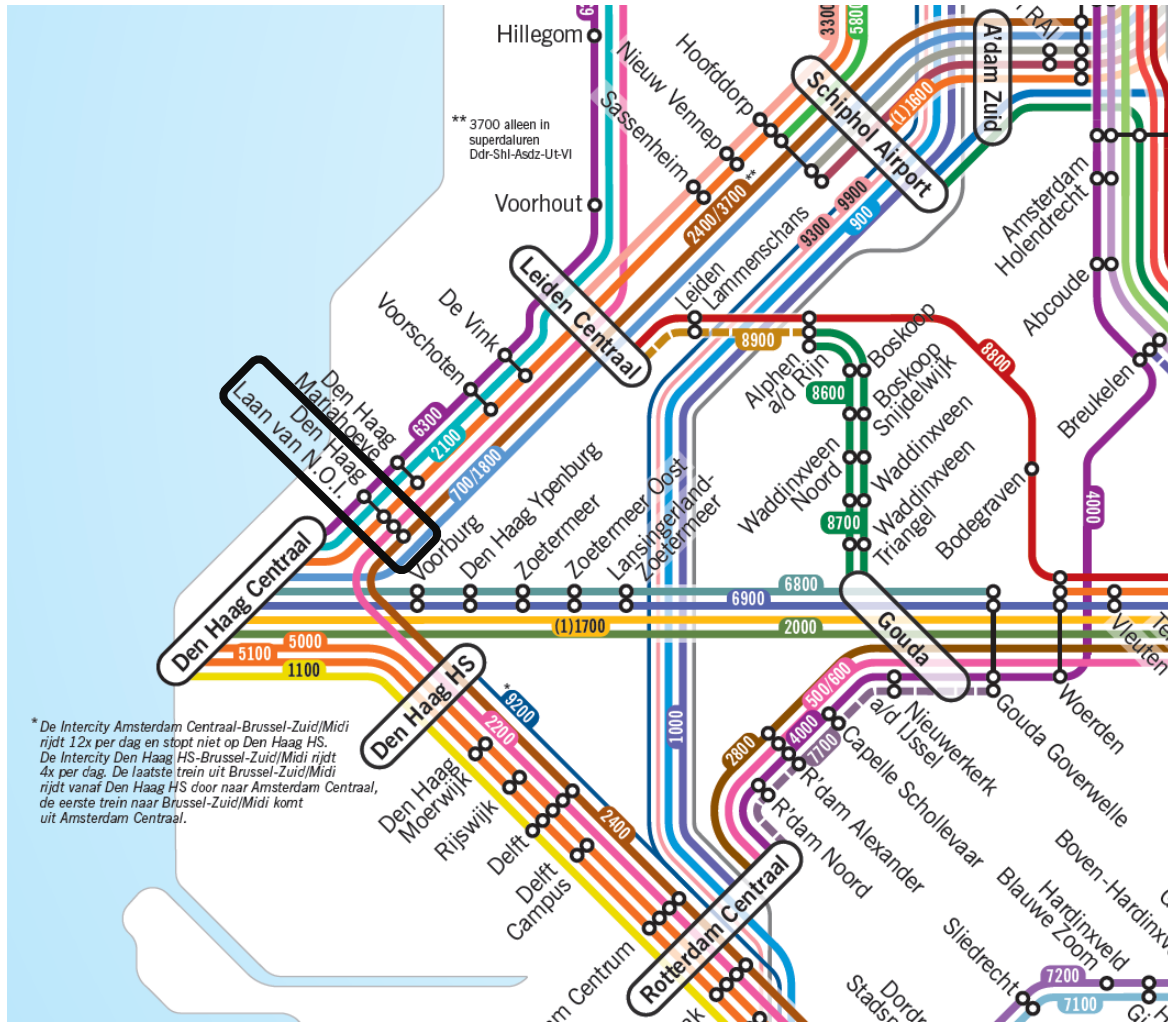 Hillegom
Nieuw Vennep
Hoofddorp
3300
5800
RAI
A'dam Zuid
Schiphol Airport
(1)1600
Sassenheim
** 3700 alleen in
superdaluren
Ddr-Shl-Asdz-Ut-Vl
2400/3700 **
Voorhout
9300
9900
900
Amsterdam
Holendrecht
Abcoude
Leiden Centraal
Leiden
Lammenschans
De Vink
Voorschoten
8900
Alphen
a/d Rijn
8600
Boskoop
Boskoop
Snijdelwijk
8800
Breukelen
Den Haag
Mariahoeve
Den Haag
Laan van N.O.I.
6300
2100
700/1800
Waddinxveen
Noord
Waddinxveen
Waddinxveen
Triangel
8700
Bodegraven
4000
Voorburg
Den Haag Ypenburg
Zoetermeer
Zoetermeer Oost
Lansingerland-
Zoetermeer
Den Haag Centraal
6800
6900
(1)1700
2000
Gouda
Vleuten
5000
5100
1100
Den Haag HS
*
9200
2200
1000
500/600
4000
7700
2800
Nieuwerkerk
a/d IJssel
Gouda Goverwelle
Woerden
* De Intercity Amsterdam Centraal-Brussel-Zuid/Midi
rijdt 12x per dag en stopt niet op Den Haag HS.
De Intercity Den Haag HS-Brussel-Zuid/Midi rijdt
4x per dag. De laatste trein uit Brussel-Zuid/Midi
rijdt vanaf Den Haag HS door naar Amsterdam Centraal,
de eerste trein naar Brussel-Zuid/Midi komt
uit Amsterdam Centraal.
Den Haag
Moerwijk
Rijswijk
Delft
Delft
Campus
2400
Capelle Schollevaar
R'dam Alexander
R'dam Noord
Rotterdam Centraal
am Centrum
Sliedrecht
Hardinxveld
Blauwe Zoom
Boven-Hardinxv
7200
7100
Dordr
Stadsp